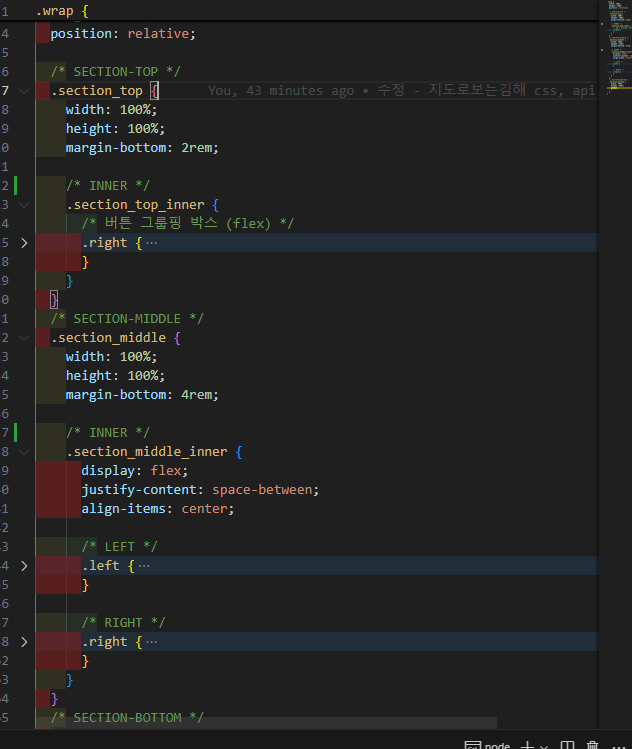 1 .wrap {
4 position: relative;
5
6 /* SECTION-TOP */
7 .section_top { You, 43 minutes ago • 수정 - 지도로보는김해 css, api
8 width: 100%;
9 height: 100%;
0 margin-bottom: 2rem;
1
2 /* INNER */
3 .section_top_inner {
4 /* 버튼 그룹핑 박스 (flex) */
5 .right { ···
8 }
9 }
0 }
1 /* SECTION-MIDDLE */
2 .section_middle {
3 width: 100%;
4 height: 100%;
5 margin-bottom: 4rem;
6
7 /* INNER */
8 .section_middle_inner {
9 display: flex;
0 justify-content: space-between;
1 align-items: center;
2
3 /* LEFT */
4 .left { ···
5 }
6
7 /* RIGHT */
8 .right { ···
2 }
3 }
4 }
5 /* SECTION-BOTTOM */
node